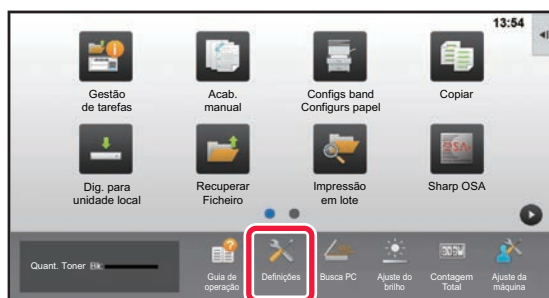 13:54
Gestão
de tarefas
Acab.
manual
Configs band
Configurs papel
Copiar
Dig. para
unidade local
Recuperar
Ficheiro
Impressão
em lote
OSA
Sharp OSA
Quant. Toner Bk:
Guia de
operação
Definições
Busca PC
Ajuste do
brilho
Contagem
Total
Ajuste da
máquina